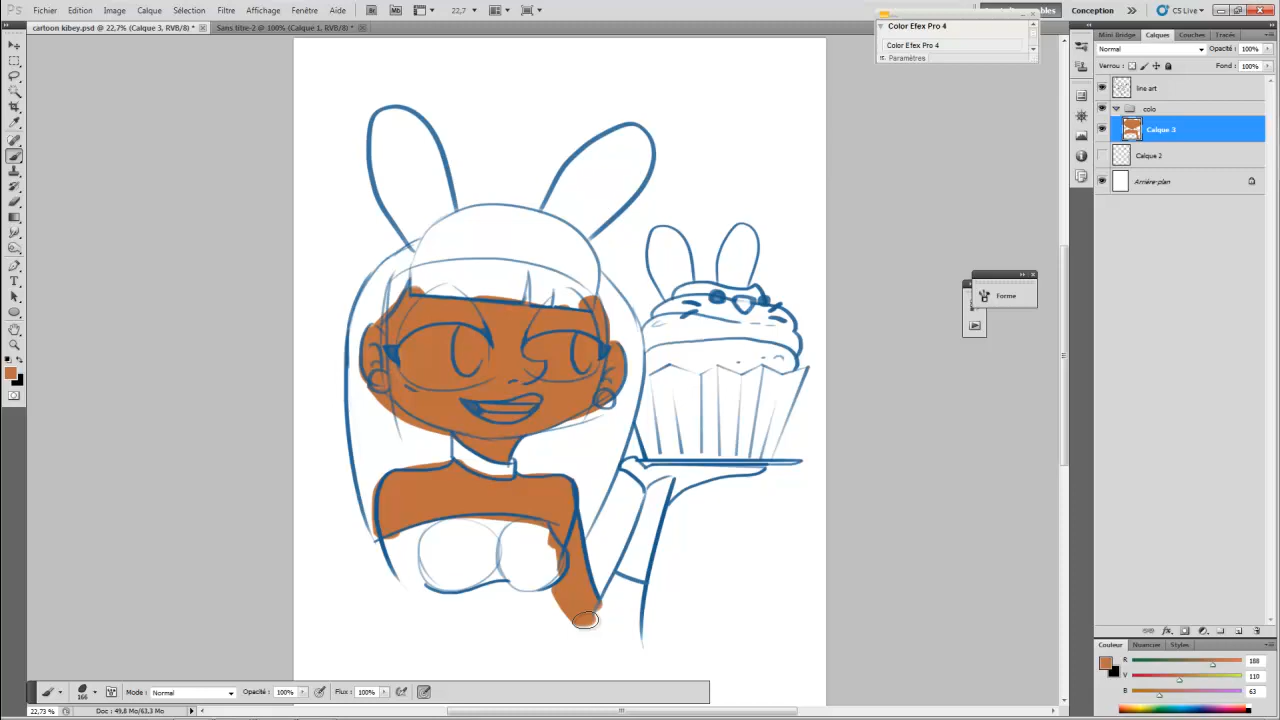 Ps Fichier Edition Image Calque Sélection Filtre Affichage Fenêtre Aide Br Mb 22,7 Conception CS Live
cartoon kibey.psd @ 22,7% (Calque 3, RVB/8) * Sans titre-2 @ 100% (Calque 1, RVB/8) *
Color Efex Pro 4
Color Efex Pro 4
Paramètres
Mini Bridge Calques Couches Tracés
Normal Opacité : 100%
Verrou : Fond : 100%
line art
colo
Calque 3
Calque 2
Arrière-plan
Forme
Couleur Nuancier Styles
R 188
V 110
B 63
166 Mode : Normal Opacité : 100% Flux : 100%
22,73 % Doc : 49,8 Mo/63,3 Mo